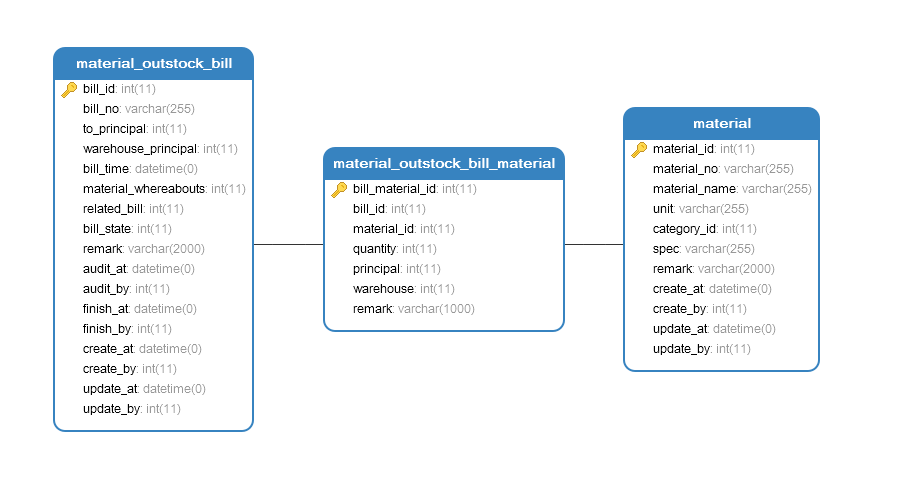 material_outstock_bill
bill_id: int(11)
bill_no: varchar(255)
to_principal: int(11)
warehouse_principal: int(11)
bill_time: datetime(0)
material_whereabouts: int(11)
related_bill: int(11)
bill_state: int(11)
remark: varchar(2000)
audit_at: datetime(0)
audit_by: int(11)
finish_at: datetime(0)
finish_by: int(11)
create_at: datetime(0)
create_by: int(11)
update_at: datetime(0)
update_by: int(11)
material_outstock_bill_material
bill_material_id: int(11)
bill_id: int(11)
material_id: int(11)
quantity: int(11)
principal: int(11)
warehouse: int(11)
remark: varchar(1000)
material
material_id: int(11)
material_no: varchar(255)
material_name: varchar(255)
unit: varchar(255)
category_id: int(11)
spec: varchar(255)
remark: varchar(2000)
create_at: datetime(0)
create_by: int(11)
update_at: datetime(0)
update_by: int(11)